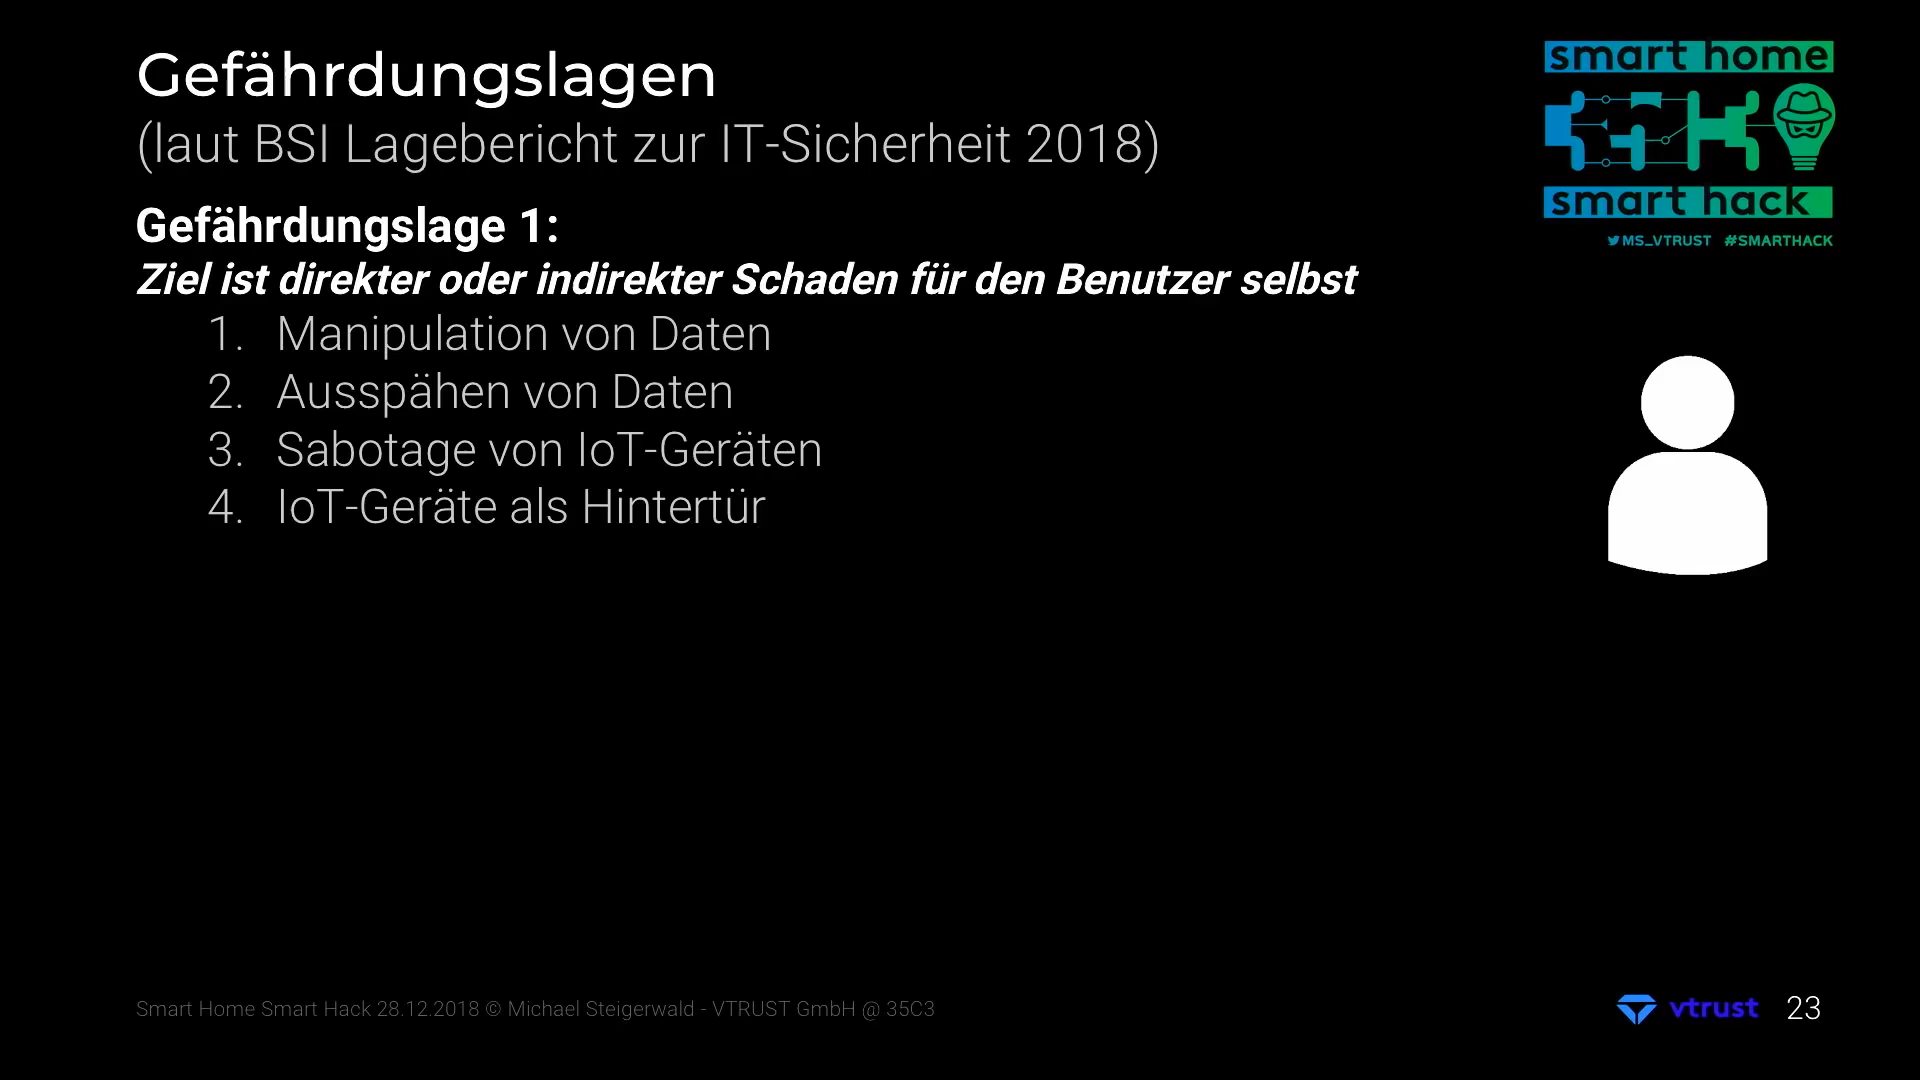 Gefährdungslagen
(laut BSI Lagebericht zur IT-Sicherheit 2018)
Gefährdungslage 1:
Ziel ist direkter oder indirekter Schaden für den Benutzer selbst
1. Manipulation von Daten
2. Ausspähen von Daten
3. Sabotage von IoT-Geräten
4. IoT-Geräte als Hintertür
smart home
smart hack
MS_VTRUST #SMARTHACK
Smart Home Smart Hack 28.12.2018 © Michael Steigerwald - VTRUST GmbH @ 35C3
vtrust 23